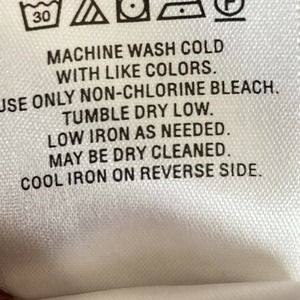 30 P
MACHINE WASH COLD
WITH LIKE COLORS.
USE ONLY NON-CHLORINE BLEACH.
TUMBLE DRY LOW.
LOW IRON AS NEEDED.
MAY BE DRY CLEANED.
COOL IRON ON REVERSE SIDE.